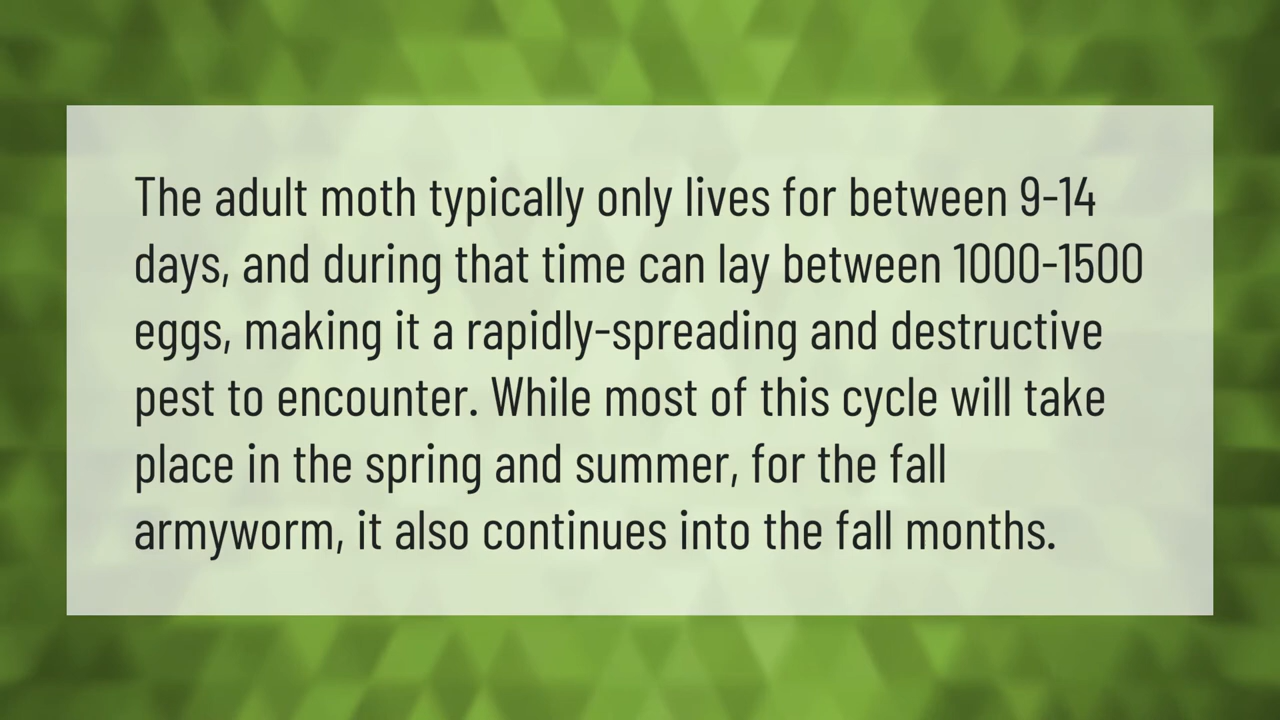 The adult moth typically only lives for between 9-14
days, and during that time can lay between 1000-1500
eggs, making it a rapidly-spreading and destructive
pest to encounter. While most of this cycle will take
place in the spring and summer, for the fall
armyworm, it also continues into the fall months.